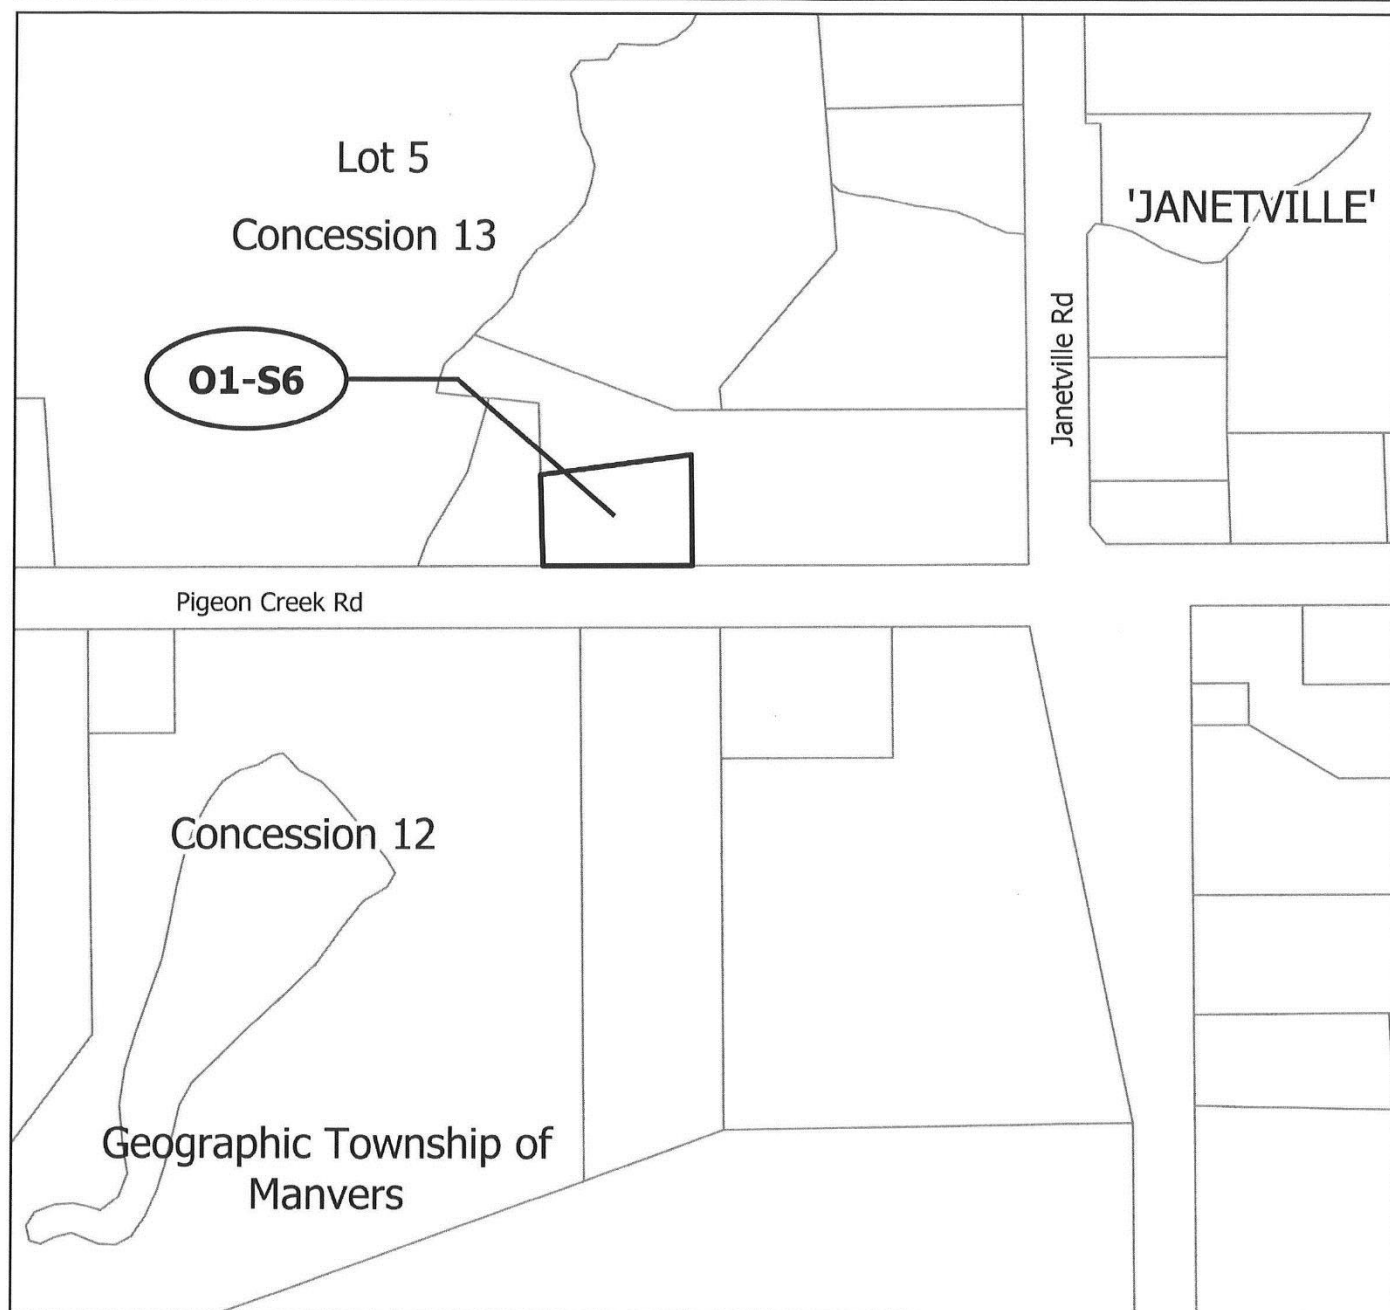 Lot 5
Concession 13
'JANETVILLE'
O1-S6
Janetville Rd
Pigeon Creek Rd
Concession 12
Geographic Township of
Manvers